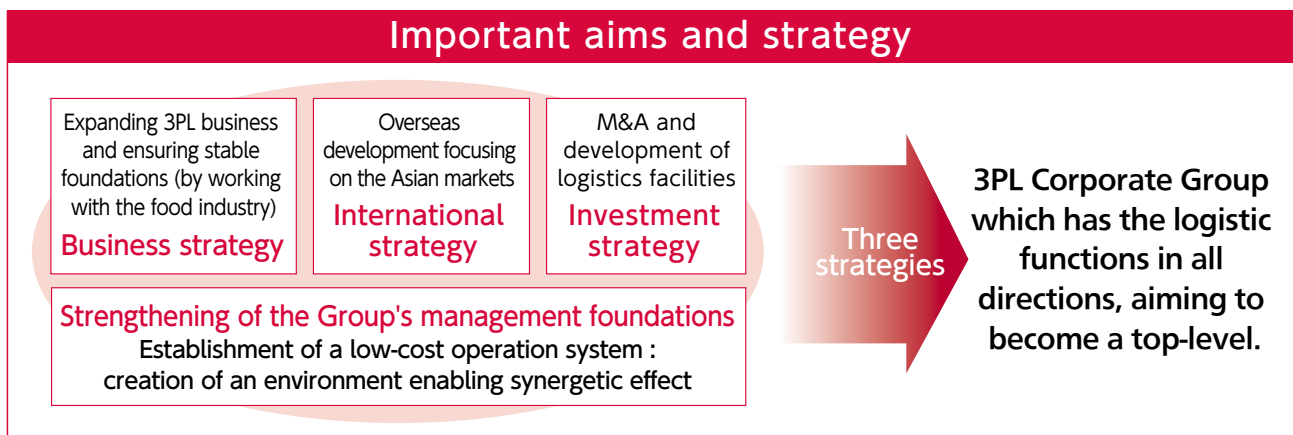 Important aims and strategy
Expanding 3PL business
and ensuring stable
foundations (by working
with the food industry)
Business strategy
Overseas
development focusing
on the Asian markets
International
strategy
M&A and
development of
logistics facilities
Investment
strategy
Strengthening of the Group's management foundations
Establishment of a low-cost operation system :
creation of an environment enabling synergetic effect
Three
strategies
3PL Corporate Group
which has the logistic
functions in all
directions, aiming to
become a top-level.